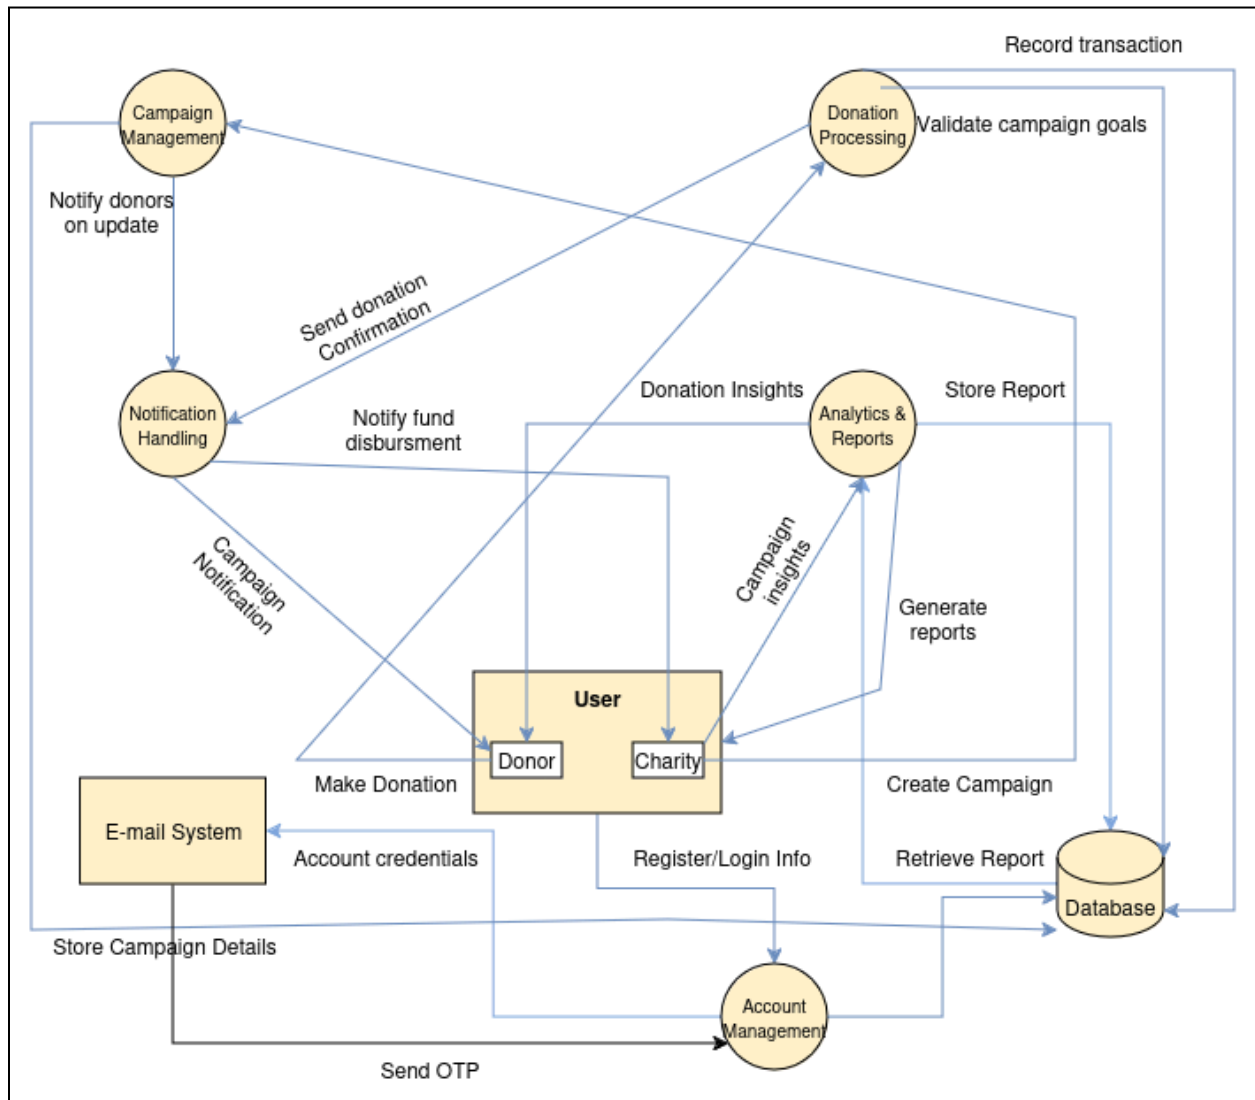 Record transaction
Campaign
Management
Donation
Processing
Validate campaign goals
Notify donors
on update
Send donation
Confirmation
Donation Insights
Store Report
Notification
Handling
Notify fund
disbursment
Analytics &
Reports
Campaign
Notification
Campaign
insights
Generate
reports
User
Donor
Charity
Make Donation
Create Campaign
E-mail System
Account credentials
Register/Login Info
Retrieve Report
Database
Store Campaign Details
Account
Management
Send OTP